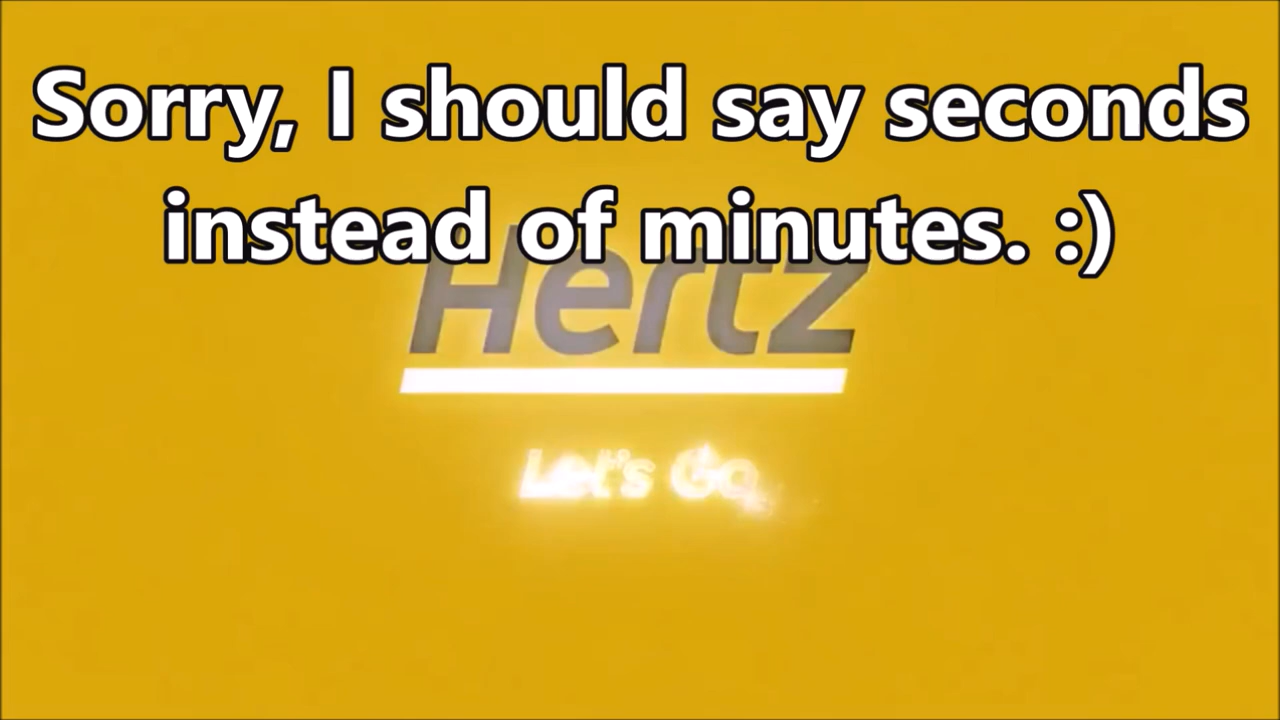 Sorry, I should say seconds
instead of minutes. :)
Hertz
Let's Go